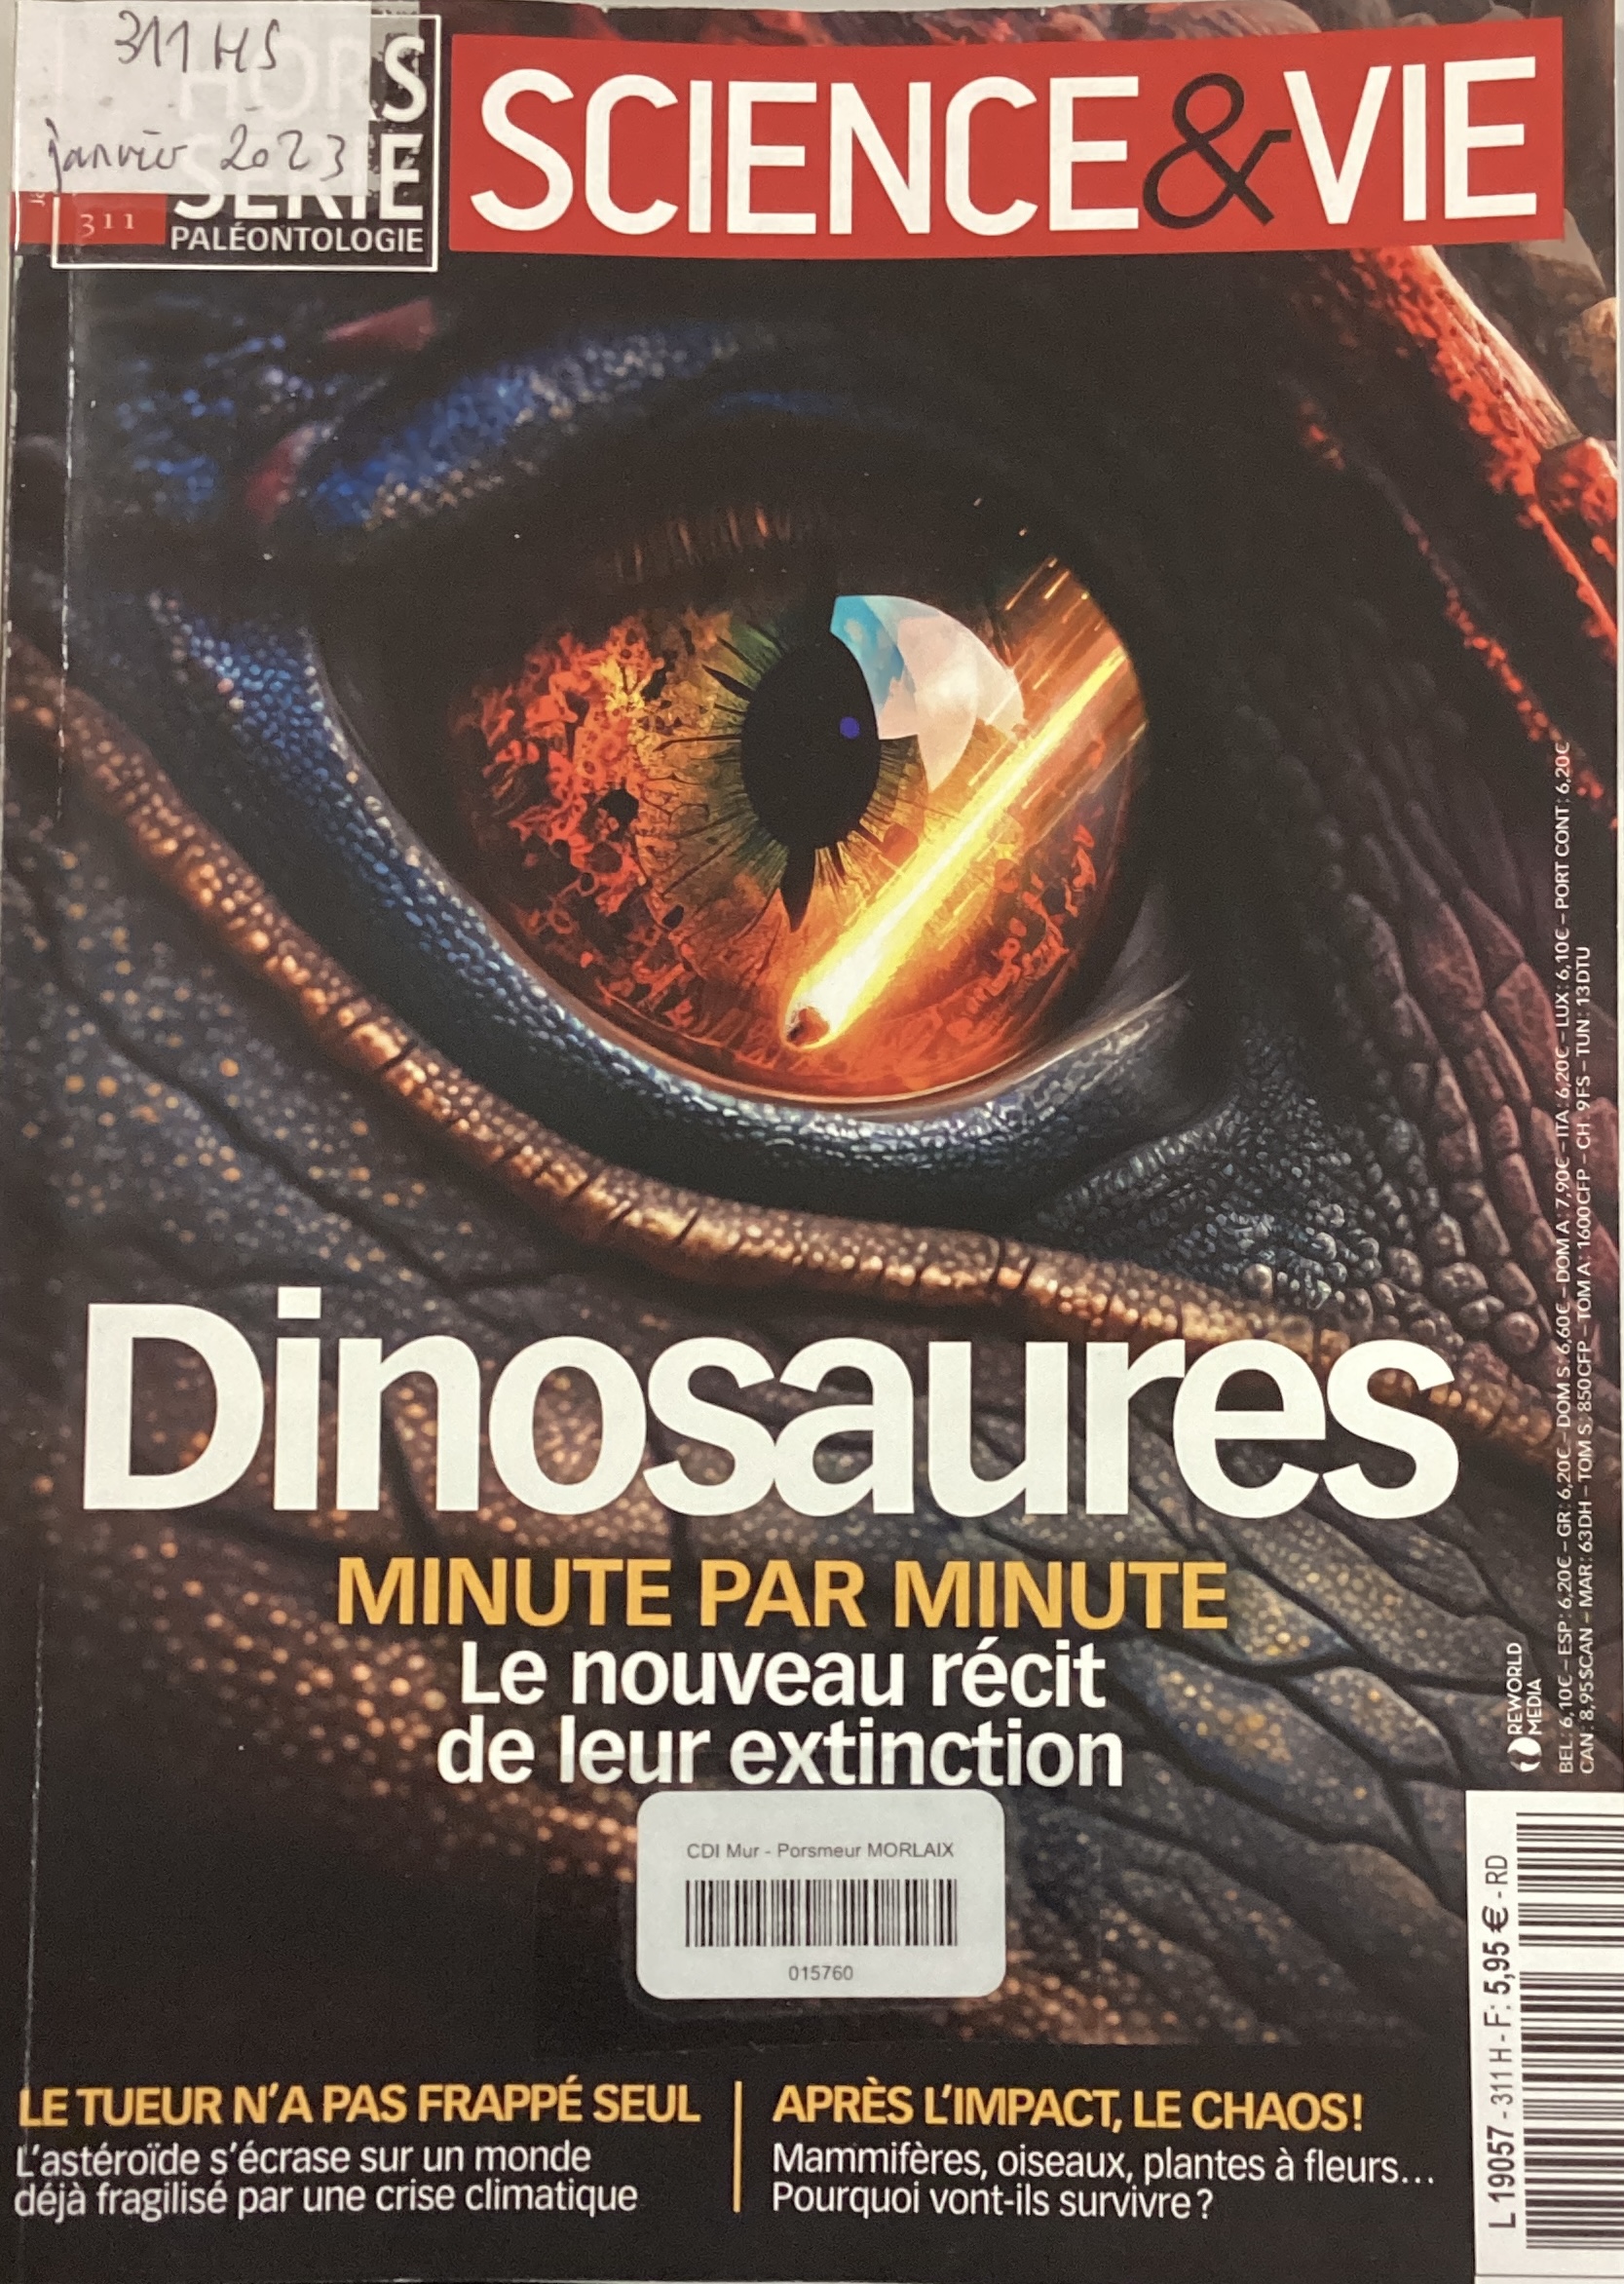 311 HS
janvier 2023
HORS
SÉRIE
311
PALÉONTOLOGIE
SCIENCE&VIE
Dinosaures
MINUTE PAR MINUTE
Le nouveau récit
de leur extinction
CDI Mur - Porsmeur MORLAIX
015760
LE TUEUR N'A PAS FRAPPÉ SEUL
L'astéroïde s'écrase sur un monde
déjà fragilisé par une crise climatique
APRÈS L'IMPACT, LE CHAOS!
Mammifères, oiseaux, plantes à fleurs...
Pourquoi vont-ils survivre ?
REWORLD
MEDIA
BEL : 6,10€ – ESP : 6,20€ – GR : 6,20€ – DOM S : 6,60€ – DOM A : 7,90€ – ITA : 6,20€ – LUX : 6,10€ – PORT CONT : 6,20€
CAN : 8,95$CAN – MAR : 63DH – TOM S : 850CFP – TOM A : 1600CFP – CH : 9FS – TUN : 13DTU
L 19057 - 311 H - F: 5,95 € - RD